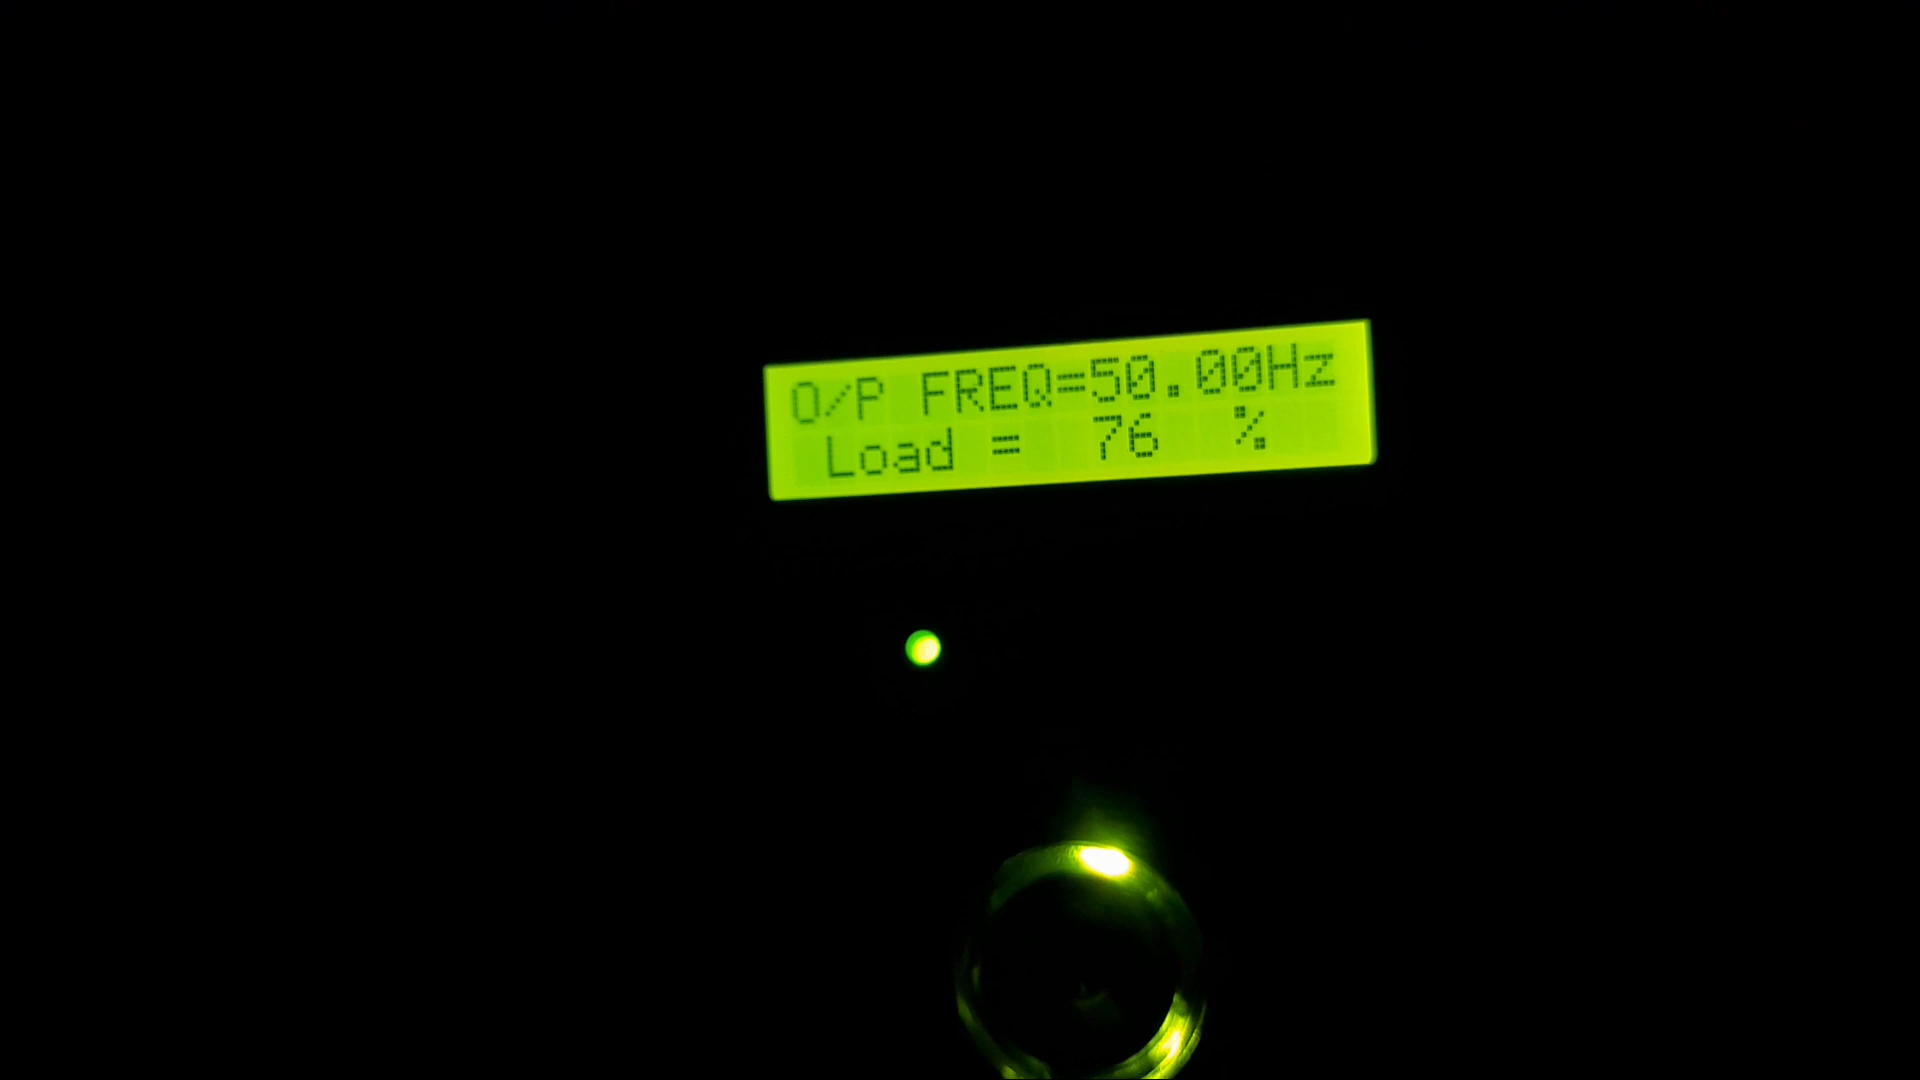 O/P FREQ=50.00Hz
Load = 76 %